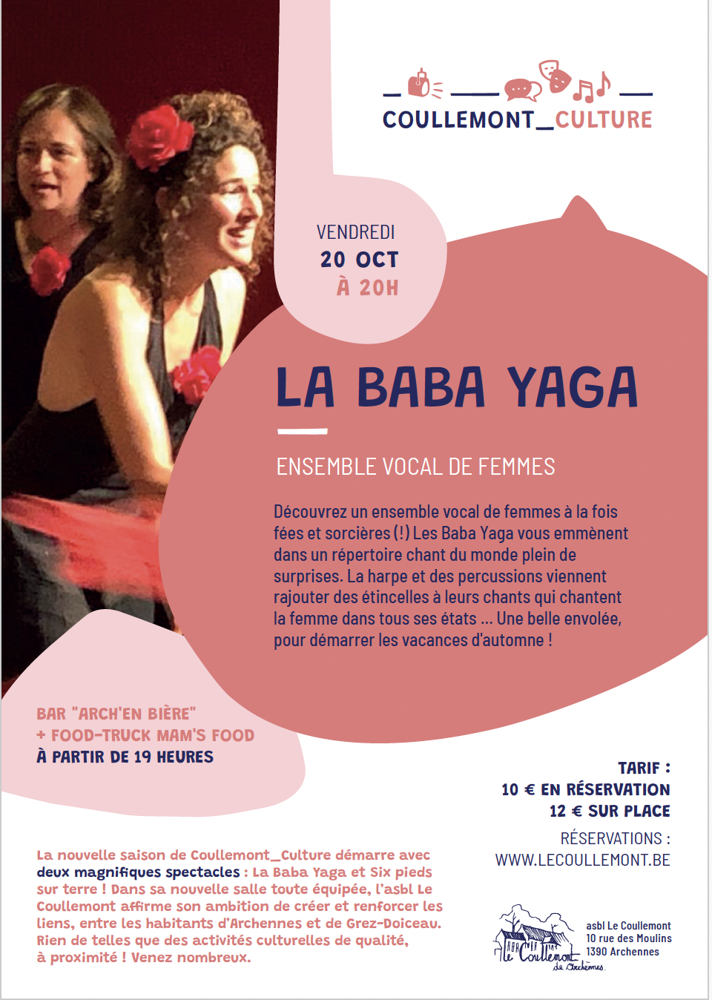 COULLEMONT_CULTURE
VENDREDI
20 OCT
À 20H
LA BABA YAGA
ENSEMBLE VOCAL DE FEMMES
Découvrez un ensemble vocal de femmes à la fois
fées et sorcières (!) Les Baba Yaga vous emmènent
dans un répertoire chant du monde plein de
surprises. La harpe et des percussions viennent
rajouter des étincelles à leurs chants qui chantent
la femme dans tous ses états ... Une belle envolée,
pour démarrer les vacances d'automne !
BAR "ARCH'EN BIÈRE"
+ FOOD-TRUCK MAM'S FOOD
À PARTIR DE 19 HEURES
TARIF :
10 € EN RÉSERVATION
12 € SUR PLACE
RÉSERVATIONS :
WWW.LECOULLEMONT.BE
La nouvelle saison de Coullemont_Culture démarre avec
deux magnifiques spectacles : La Baba Yaga et Six pieds
sur terre ! Dans sa nouvelle salle toute équipée, l'asbl Le
Coullemont affirme son ambition de créer et renforcer les
liens, entre les habitants d'Archennes et de Grez-Doiceau.
Rien de telles que des activités culturelles de qualité,
à proximité ! Venez nombreux.
le Coullemont
de Archennes.
asbl Le Coullemont
10 rue des Moulins
1390 Archennes